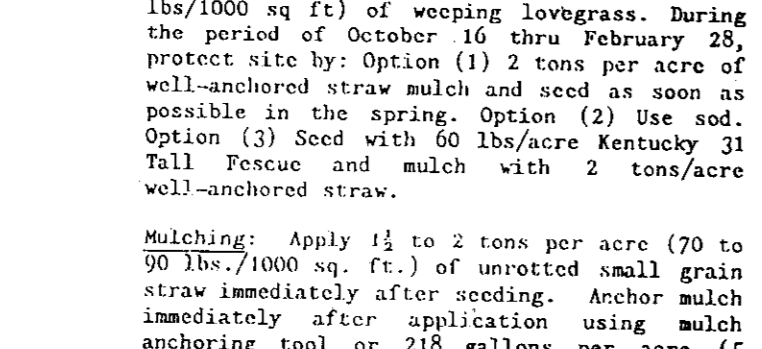 lbs/1000 sq ft) of weeping lovegrass. During
the period of October 16 thru February 28,
protect site by: Option (1) 2 tons per acre of
well-anchored straw mulch and seed as soon as
possible in the spring. Option (2) Use sod.
Option (3) Seed with 60 lbs/acre Kentucky 31
Tall Fescue and mulch with 2 tons/acre
well-anchored straw.
Mulching: Apply 1½ to 2 tons per acre (70 to
90 lbs./1000 sq. ft.) of unrotted small grain
straw immediately after seeding. Anchor mulch
immediately after application using mulch
anchoring tool or 218 gallons per acre (5